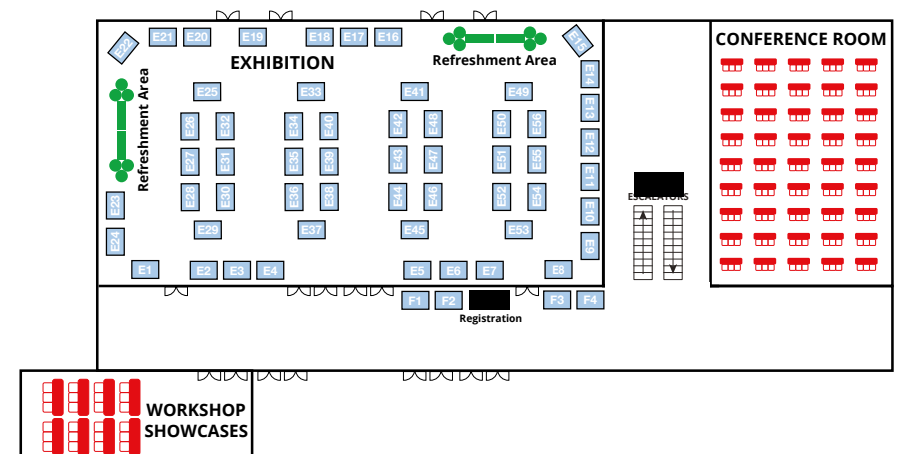 E21 E20 E19 E18 E17 E16
E22
E15
EXHIBITION
Refreshment Area
CONFERENCE ROOM
Refreshment Area
E14
E25 E33 E41 E49
E13
E26 E32 E34 E40 E42 E48 E50 E56
E12
E27 E31 E35 E39 E43 E47 E51 E55
E11
E28 E30 E36 E38 E44 E46 E52 E54
ESCALATORS
E23
E10
E29 E37 E45 E53
E24
E9
E1 E2 E3 E4 E5 E6 E7 E8
F1 F2 F3 F4
Registration
WORKSHOP
SHOWCASES